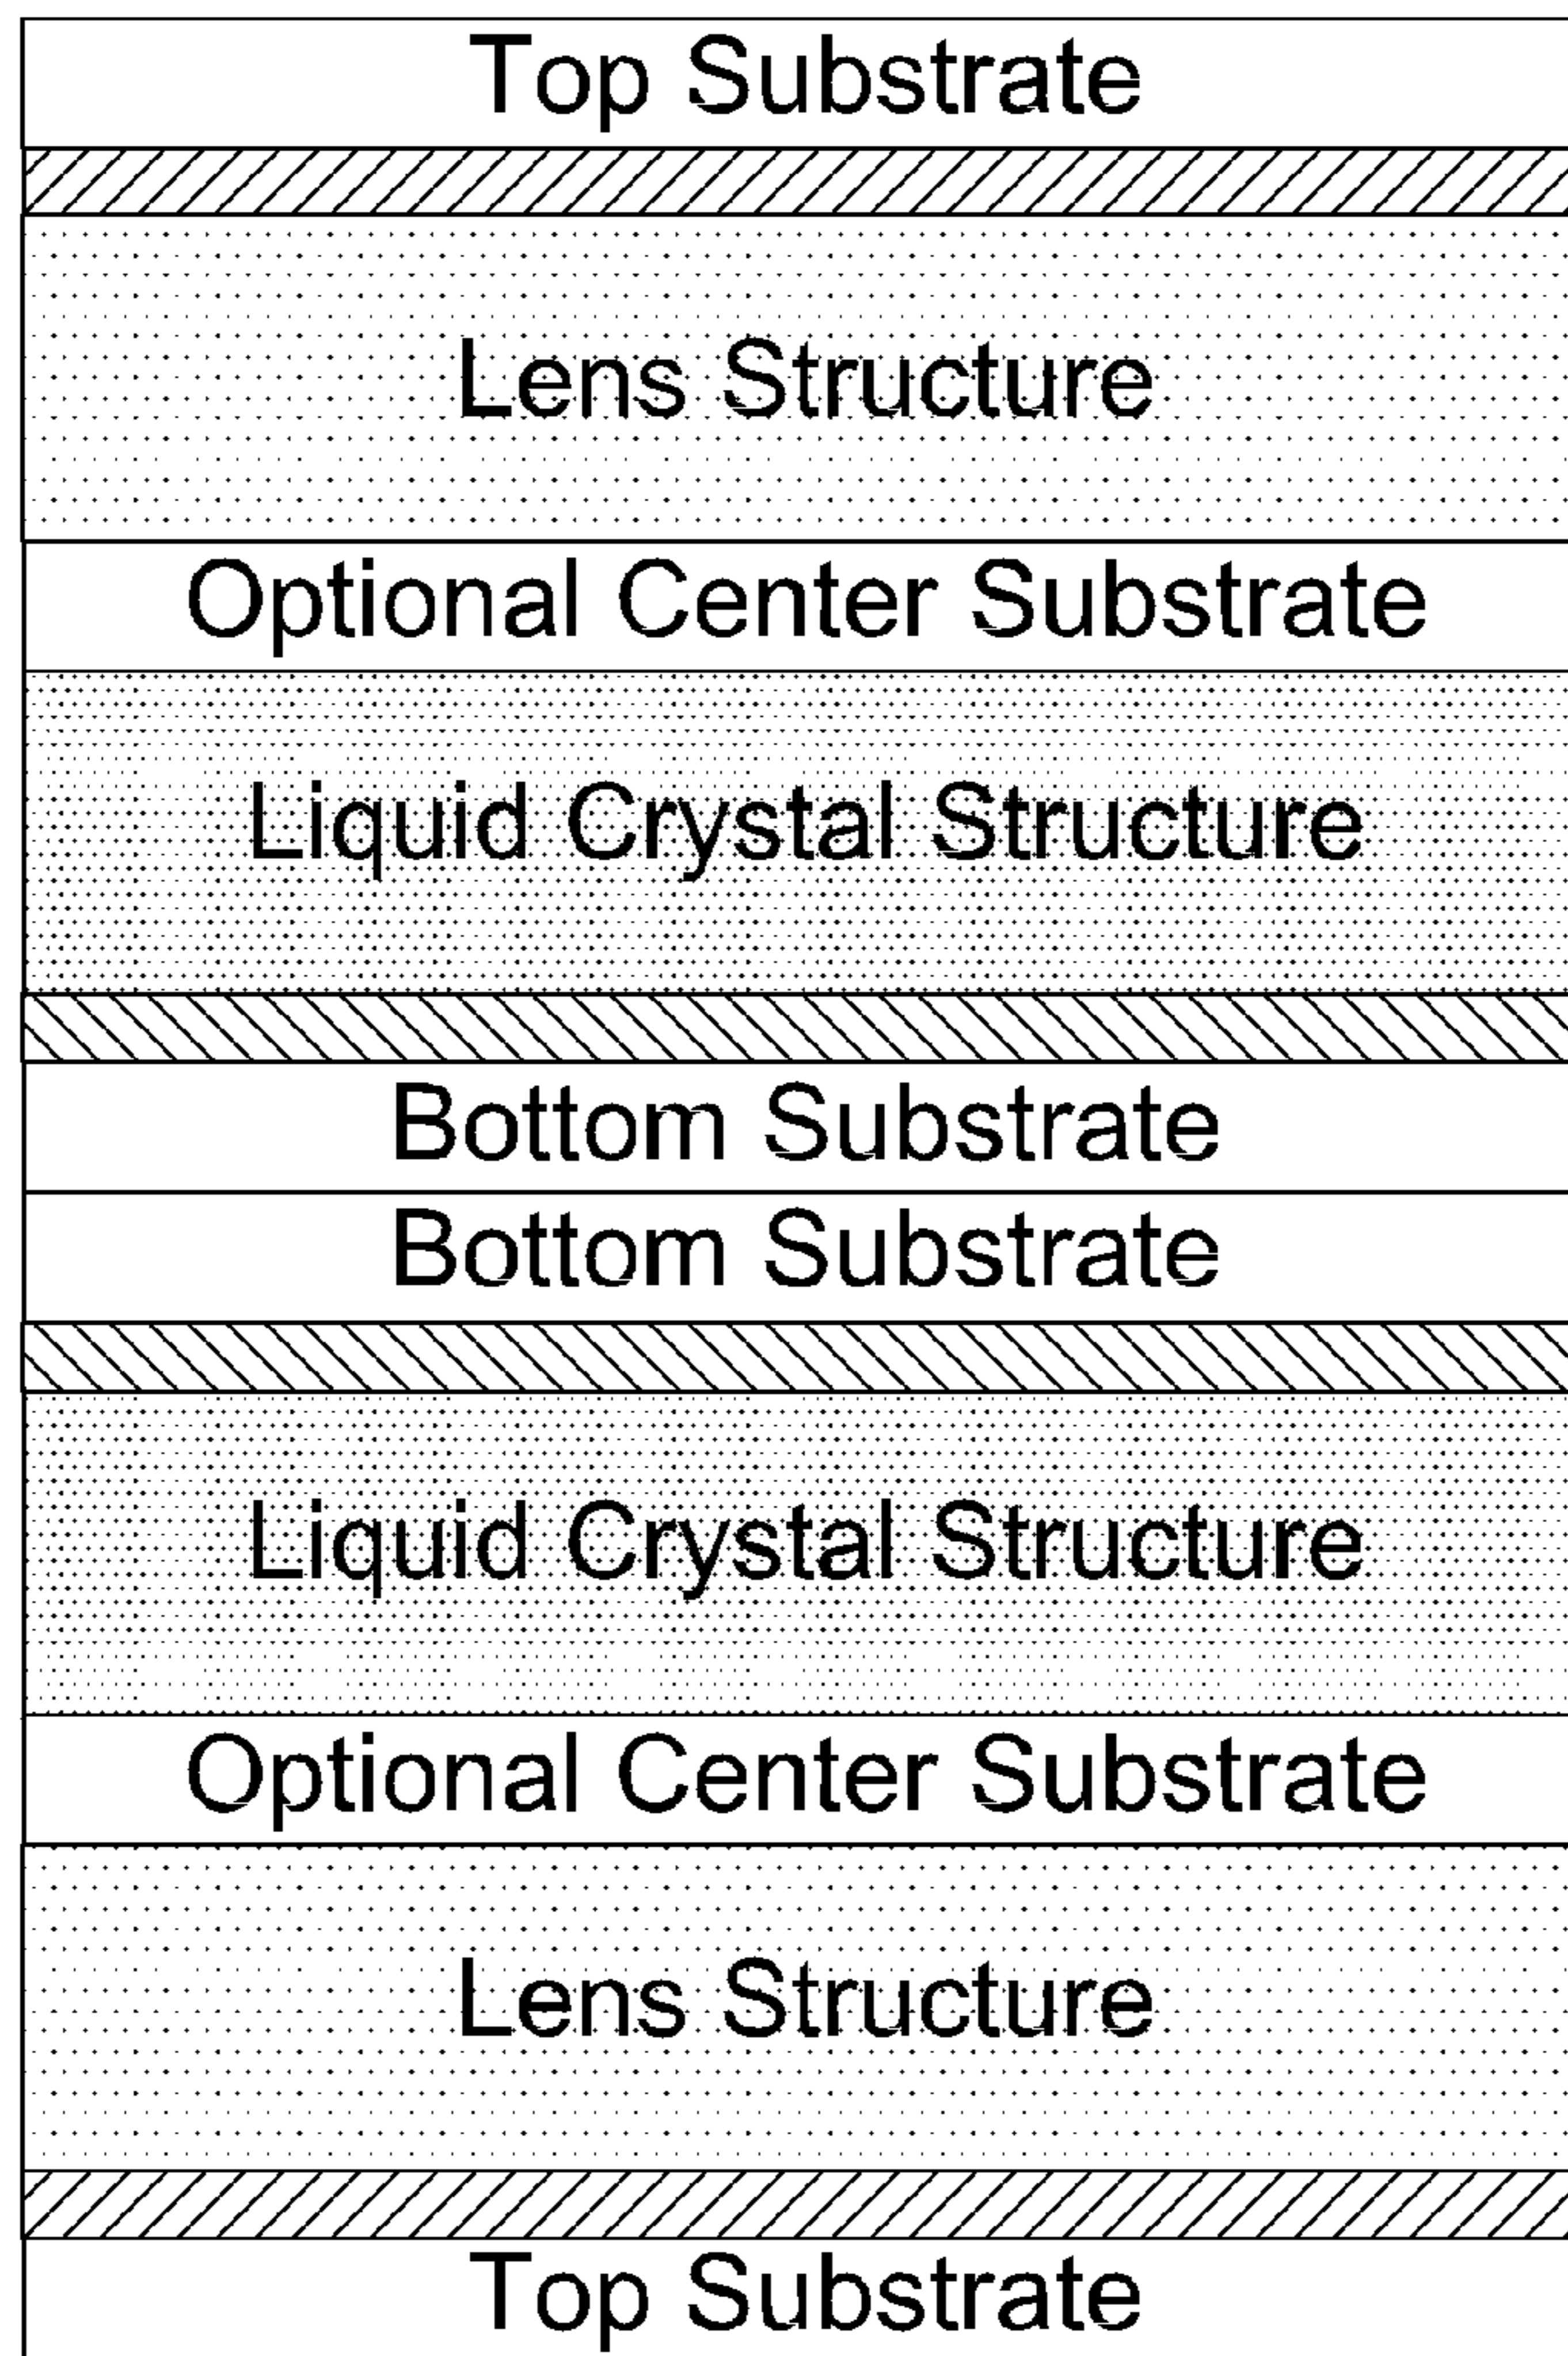 Top Substrate
Lens Structure
Optional Center Substrate
Liquid Crystal Structure
Bottom Substrate
Bottom Substrate
Liquid Crystal Structure
Optional Center Substrate
Lens Structure
Top Substrate